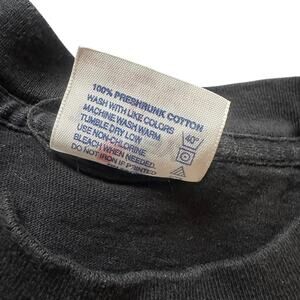 100% PRESHRUNK COTTON
WASH WITH LIKE COLORS
MACHINE WASH WARM
TUMBLE DRY LOW
USE NON-CHLORINE
BLEACH WHEN NEEDED.
DO NOT IRON IF PRINTED
40°